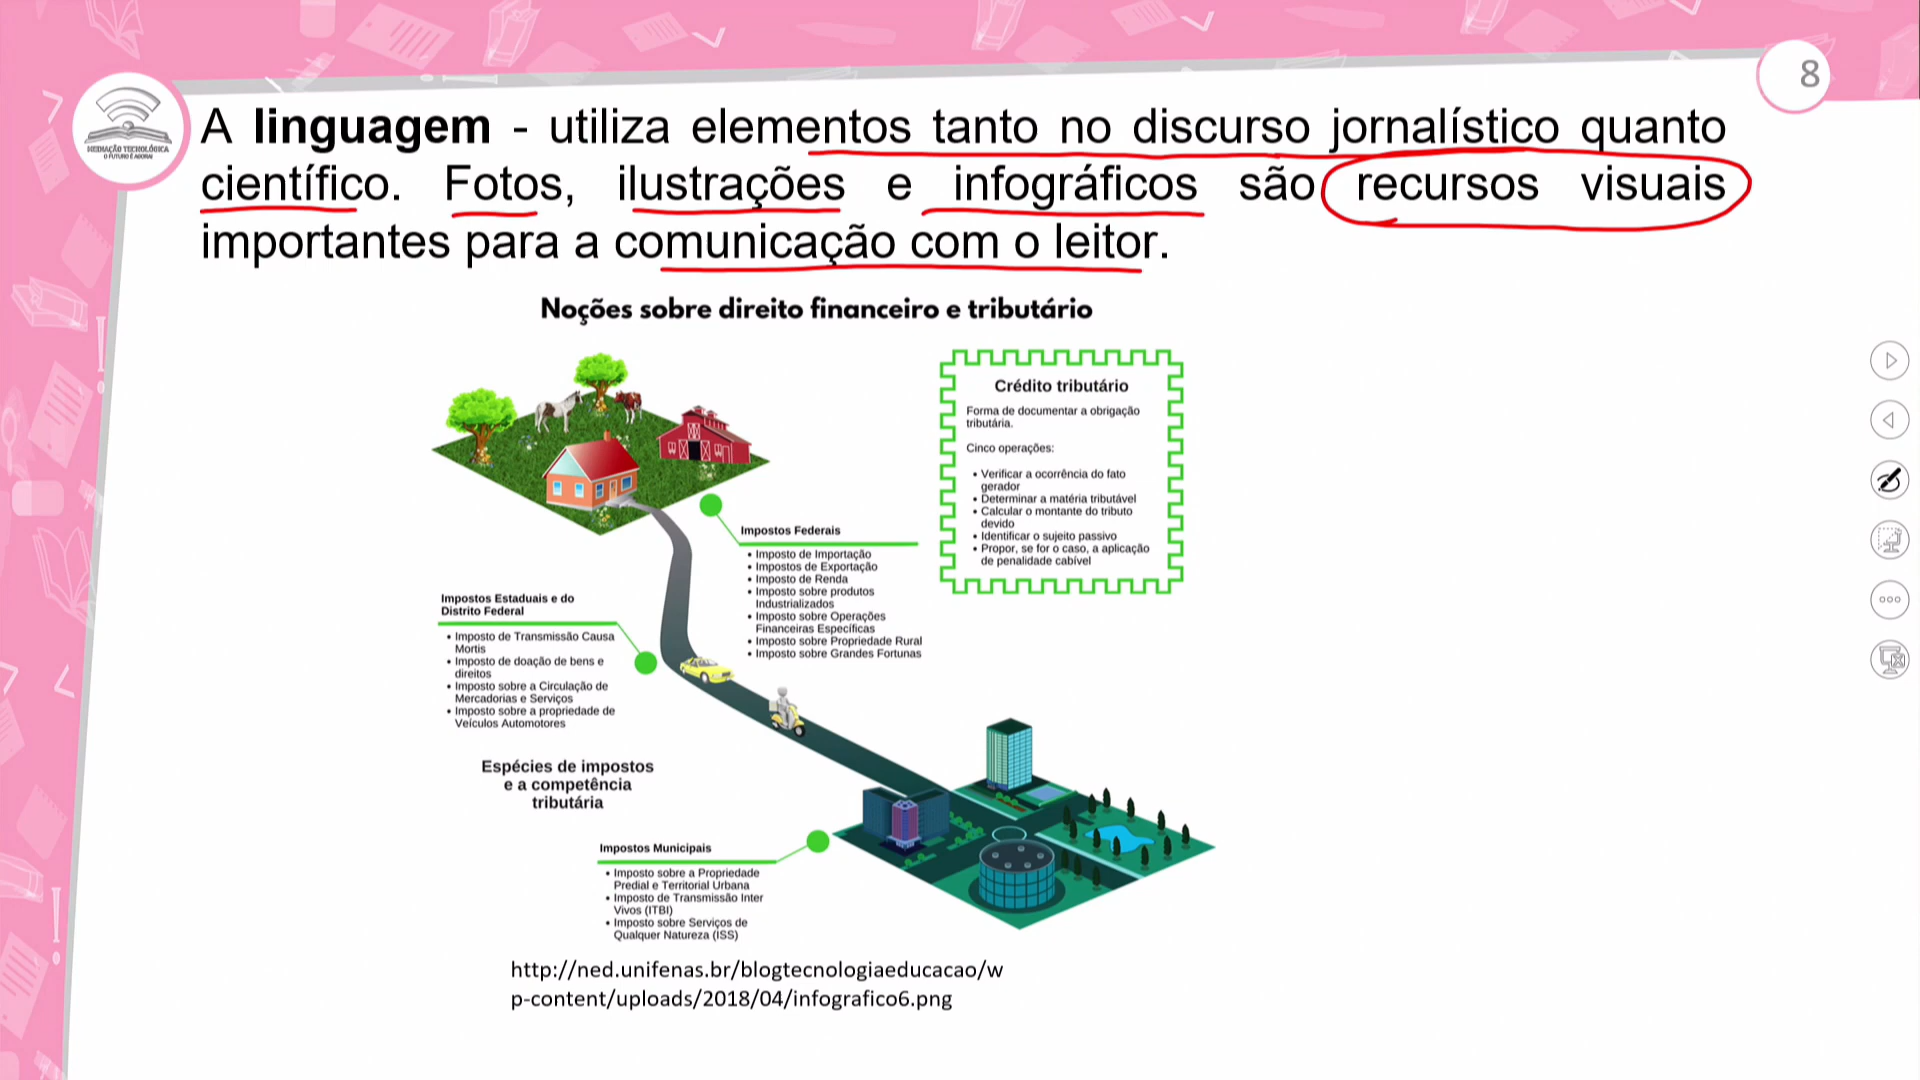 8
MEDIAÇÃO TECNOLÓGICA
O FUTURO É AGORA!
A linguagem - utiliza elementos tanto no discurso jornalístico quanto
científico. Fotos, ilustrações e infográficos são recursos visuais
importantes para a comunicação com o leitor.
Noções sobre direito financeiro e tributário
Crédito tributário
Forma de documentar a obrigação
tributária.
Cinco operações:
• Verificar a ocorrência do fato
gerador
• Determinar a matéria tributável
• Calcular o montante do tributo
devido
• Identificar o sujeito passivo
• Propor, se for o caso, a aplicação
de penalidade cabível
Impostos Federais
• Imposto de Importação
• Impostos de Exportação
• Imposto de Renda
• Imposto sobre produtos
Industrializados
• Imposto sobre Operações
Financeiras Específicas
• Imposto sobre Propriedade Rural
• Imposto sobre Grandes Fortunas
Impostos Estaduais e do
Distrito Federal
• Imposto de Transmissão Causa
Mortis
• Imposto de doação de bens e
direitos
• Imposto sobre a Circulação de
Mercadorias e Serviços
• Imposto sobre a propriedade de
Veículos Automotores
Espécies de impostos
e a competência
tributária
Impostos Municipais
• Imposto sobre a Propriedade
Predial e Territorial Urbana
• Imposto de Transmissão Inter
Vivos (ITBI)
• Imposto sobre Serviços de
Qualquer Natureza (ISS)
http://ned.unifenas.br/blogtecnologiaeducacao/w
p-content/uploads/2018/04/infografico6.png